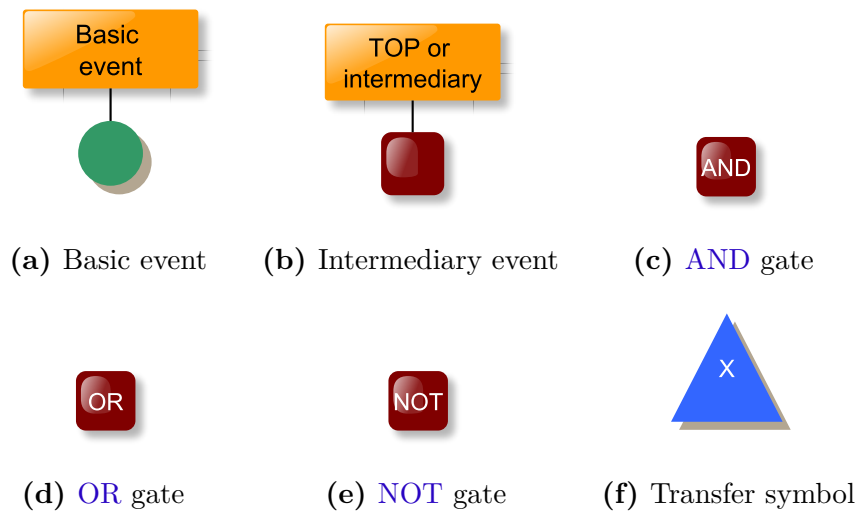 Basic
event
TOP or
intermediary
AND
(a) Basic event
(b) Intermediary event
(c) AND gate
OR
NOT
X
(d) OR gate
(e) NOT gate
(f) Transfer symbol